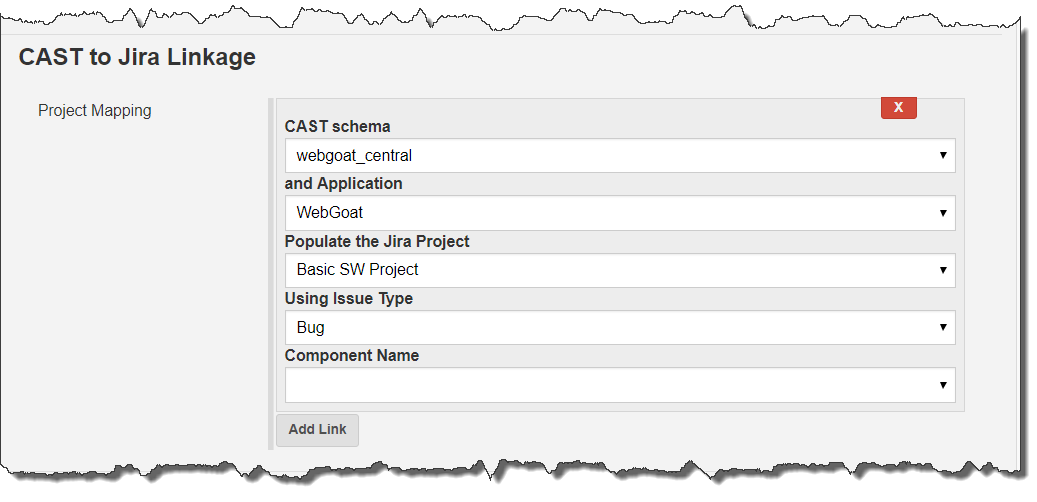 CAST to Jira Linkage
Project Mapping
X
CAST schema
webgoat_central
and Application
WebGoat
Populate the Jira Project
Basic SW Project
Using Issue Type
Bug
Component Name
Add Link